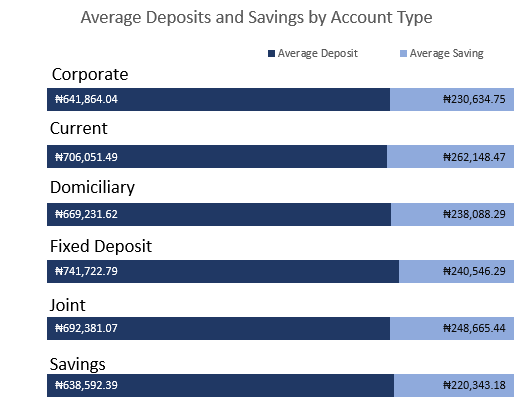 Average Deposits and Savings by Account Type
Average Deposit Average Saving
Corporate
₦641,864.04 ₦230,634.75
Current
₦706,051.49 ₦262,148.47
Domiciliary
₦669,231.62 ₦238,088.29
Fixed Deposit
₦741,722.79 ₦240,546.29
Joint
₦692,381.07 ₦248,665.44
Savings
₦638,592.39 ₦220,343.18